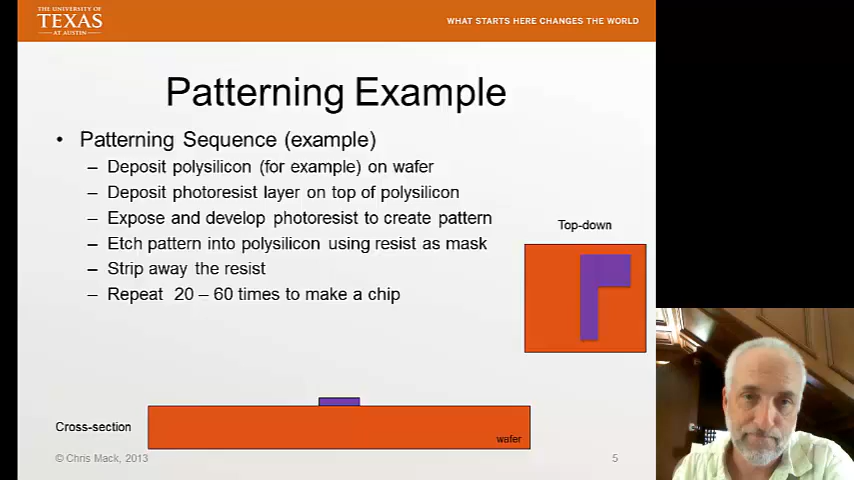 THE UNIVERSITY OF
TEXAS
AT AUSTIN
WHAT STARTS HERE CHANGES THE WORLD
Patterning Example
• Patterning Sequence (example)
– Deposit polysilicon (for example) on wafer
– Deposit photoresist layer on top of polysilicon
– Expose and develop photoresist to create pattern
– Etch pattern into polysilicon using resist as mask
– Strip away the resist
– Repeat 20 – 60 times to make a chip
Top-down
Cross-section
wafer
© Chris Mack, 2013
5